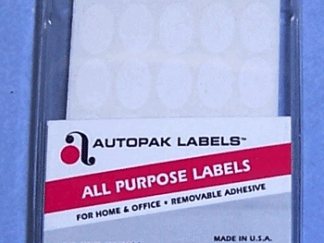 AUTOPAK LABELS™
ALL PURPOSE LABELS
FOR HOME & OFFICE • REMOVABLE ADHESIVE
MADE IN U.S.A.